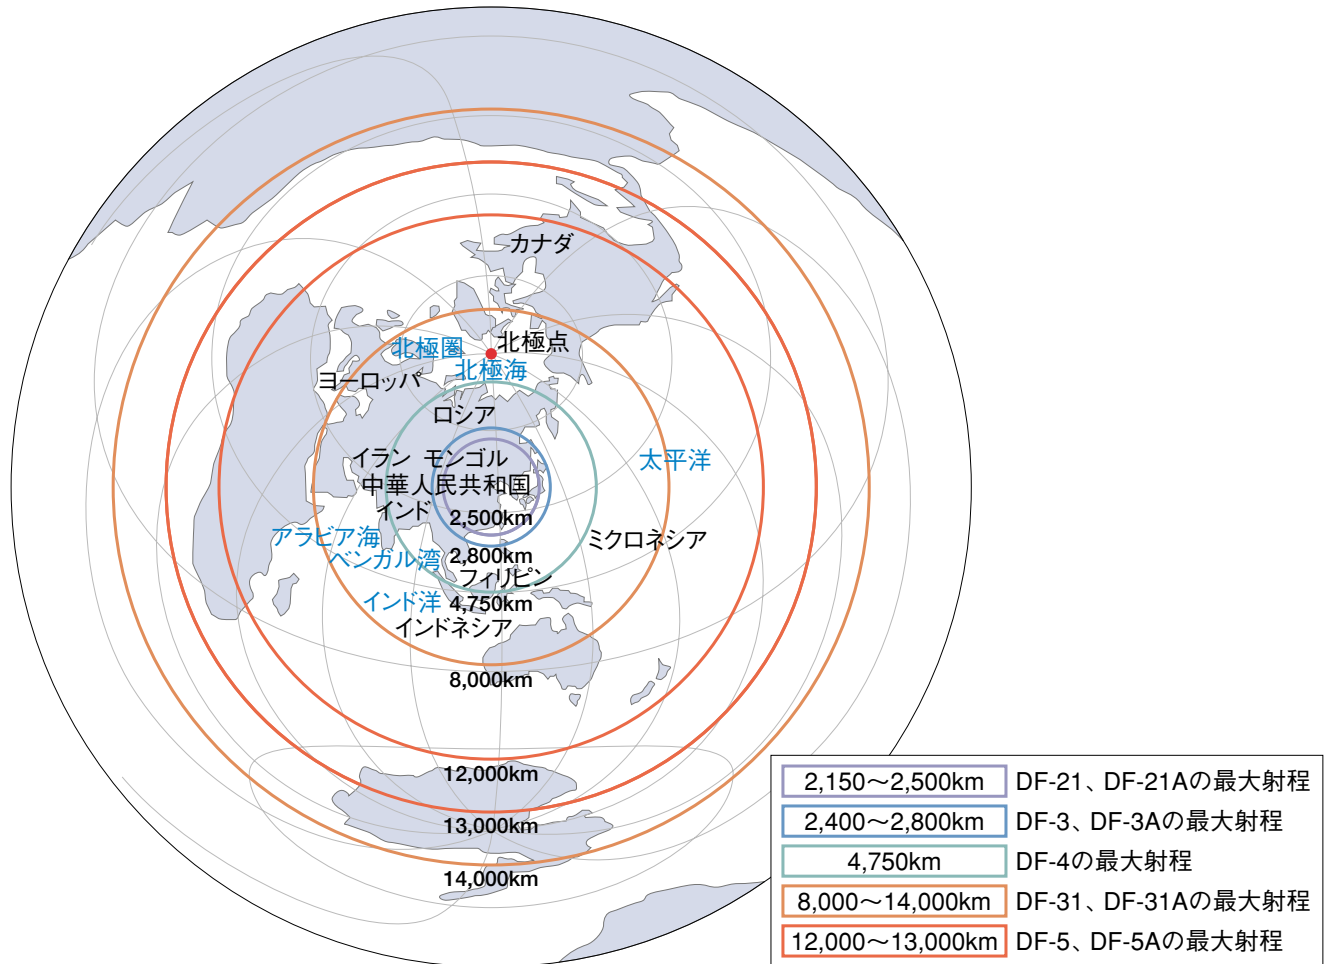 カナダ
北極点
北極圏
北極海
ヨーロッパ
ロシア
イラン
モンゴル
太平洋
中華人民共和国
インド
2,500km
アラビア海
ミクロネシア
ベンガル湾
2,800km
フィリピン
インド洋
4,750km
インドネシア
8,000km
12,000km
13,000km
14,000km
2,150〜2,500km DF-21、DF-21Aの最大射程
2,400〜2,800km DF-3、DF-3Aの最大射程
4,750km DF-4の最大射程
8,000〜14,000km DF-31、DF-31Aの最大射程
12,000〜13,000km DF-5、DF-5Aの最大射程